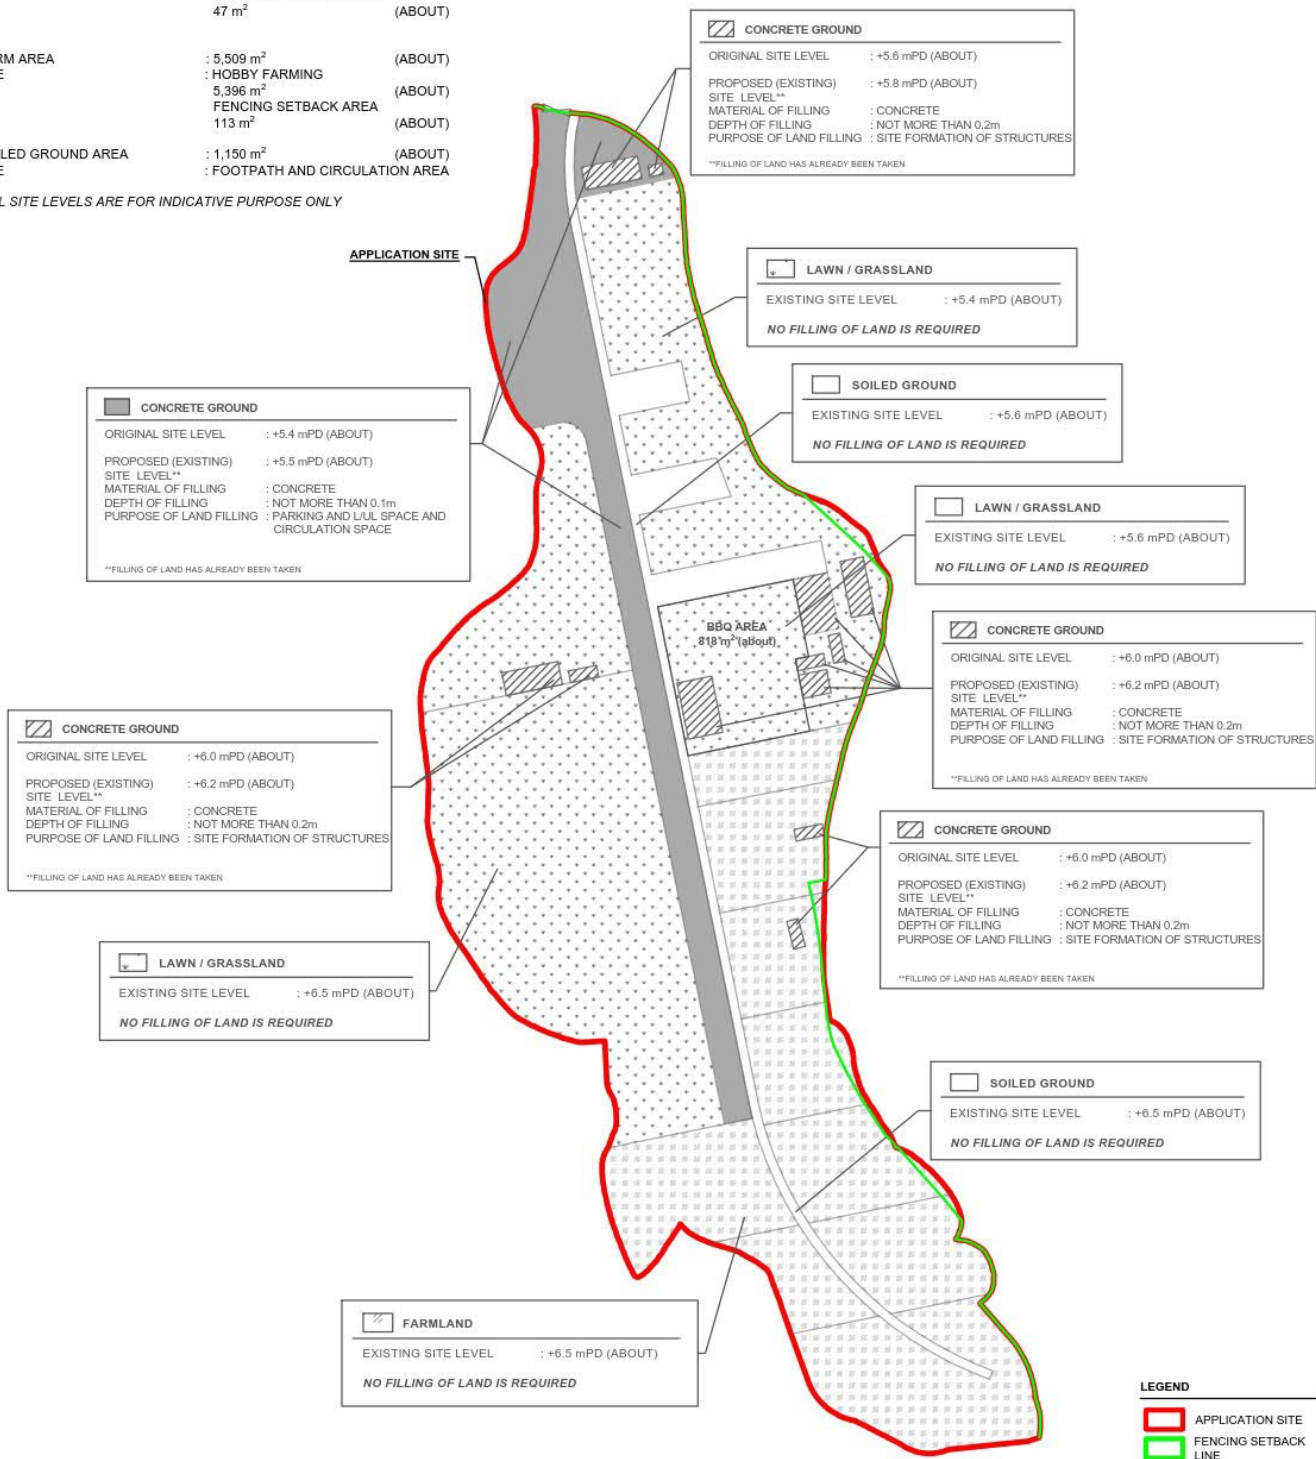 47 m² (ABOUT)
RM AREA : 5,509 m² (ABOUT)
E : HOBBY FARMING
5,396 m² (ABOUT)
FENCING SETBACK AREA
113 m² (ABOUT)
LED GROUND AREA : 1,150 m² (ABOUT)
E : FOOTPATH AND CIRCULATION AREA
L SITE LEVELS ARE FOR INDICATIVE PURPOSE ONLY
CONCRETE GROUND
ORIGINAL SITE LEVEL : +5.6 mPD (ABOUT)
PROPOSED (EXISTING) : +5.8 mPD (ABOUT)
SITE LEVEL**
MATERIAL OF FILLING : CONCRETE
DEPTH OF FILLING : NOT MORE THAN 0.2m
PURPOSE OF LAND FILLING : SITE FORMATION OF STRUCTURES
**FILLING OF LAND HAS ALREADY BEEN TAKEN
APPLICATION SITE
LAWN / GRASSLAND
EXISTING SITE LEVEL : +5.4 mPD (ABOUT)
NO FILLING OF LAND IS REQUIRED
SOILED GROUND
EXISTING SITE LEVEL : +5.6 mPD (ABOUT)
NO FILLING OF LAND IS REQUIRED
CONCRETE GROUND
ORIGINAL SITE LEVEL : +5.4 mPD (ABOUT)
PROPOSED (EXISTING) : +5.5 mPD (ABOUT)
SITE LEVEL**
MATERIAL OF FILLING : CONCRETE
DEPTH OF FILLING : NOT MORE THAN 0.1m
PURPOSE OF LAND FILLING : PARKING AND L/UL SPACE AND
CIRCULATION SPACE
**FILLING OF LAND HAS ALREADY BEEN TAKEN
LAWN / GRASSLAND
EXISTING SITE LEVEL : +5.6 mPD (ABOUT)
NO FILLING OF LAND IS REQUIRED
BBQ AREA
818 m² (about)
CONCRETE GROUND
ORIGINAL SITE LEVEL : +6.0 mPD (ABOUT)
PROPOSED (EXISTING) : +6.2 mPD (ABOUT)
SITE LEVEL**
MATERIAL OF FILLING : CONCRETE
DEPTH OF FILLING : NOT MORE THAN 0.2m
PURPOSE OF LAND FILLING : SITE FORMATION OF STRUCTURES
**FILLING OF LAND HAS ALREADY BEEN TAKEN
CONCRETE GROUND
ORIGINAL SITE LEVEL : +6.0 mPD (ABOUT)
PROPOSED (EXISTING) : +6.2 mPD (ABOUT)
SITE LEVEL**
MATERIAL OF FILLING : CONCRETE
DEPTH OF FILLING : NOT MORE THAN 0.2m
PURPOSE OF LAND FILLING : SITE FORMATION OF STRUCTURES
**FILLING OF LAND HAS ALREADY BEEN TAKEN
CONCRETE GROUND
ORIGINAL SITE LEVEL : +6.0 mPD (ABOUT)
PROPOSED (EXISTING) : +6.2 mPD (ABOUT)
SITE LEVEL**
MATERIAL OF FILLING : CONCRETE
DEPTH OF FILLING : NOT MORE THAN 0.2m
PURPOSE OF LAND FILLING : SITE FORMATION OF STRUCTURES
**FILLING OF LAND HAS ALREADY BEEN TAKEN
LAWN / GRASSLAND
EXISTING SITE LEVEL : +6.5 mPD (ABOUT)
NO FILLING OF LAND IS REQUIRED
SOILED GROUND
EXISTING SITE LEVEL : +6.5 mPD (ABOUT)
NO FILLING OF LAND IS REQUIRED
FARMLAND
EXISTING SITE LEVEL : +6.5 mPD (ABOUT)
NO FILLING OF LAND IS REQUIRED
LEGEND
APPLICATION SITE
FENCING SETBACK
LINE